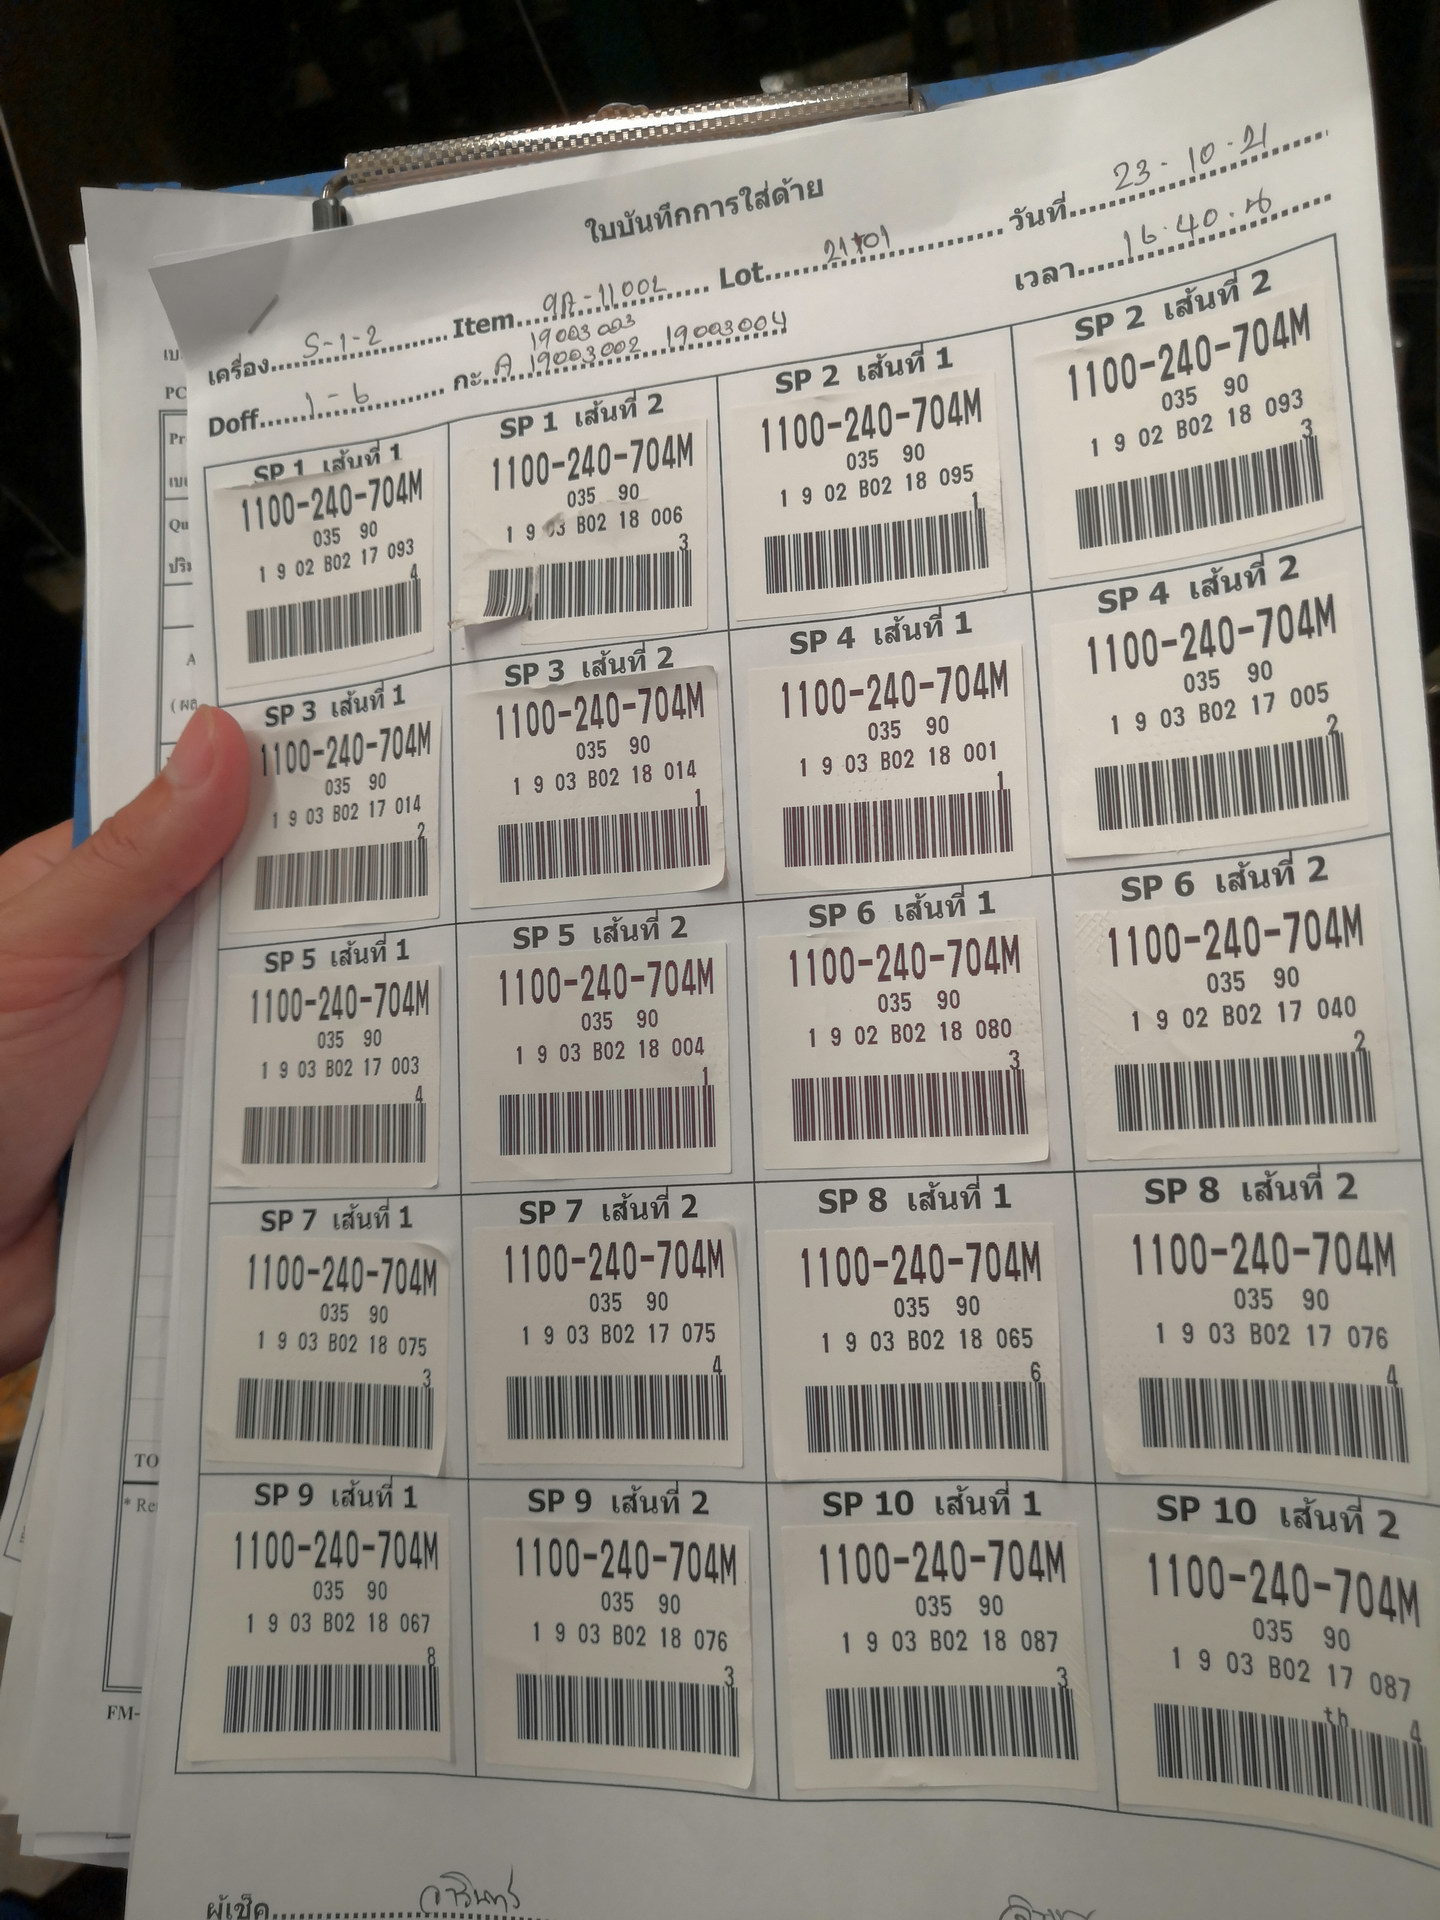 ใบบันทึกการใส่ด้าย
เครื่อง S-1-2 Item 9A-11002 Lot 21101 วันที่ 23-10-21
19003003
Doff 1-6 กะ A 19003002 19003004 เวลา 16.40.น
SP 1 เส้นที่ 1
1100-240-704M
035 90
1 9 02 B02 17 093
4
SP 1 เส้นที่ 2
1100-240-704M
035 90
1 9 03 B02 18 006
3
SP 2 เส้นที่ 1
1100-240-704M
035 90
1 9 02 B02 18 095
1
SP 2 เส้นที่ 2
1100-240-704M
035 90
1 9 02 B02 18 093
3
SP 3 เส้นที่ 1
1100-240-704M
035 90
1 9 03 B02 17 014
2
SP 3 เส้นที่ 2
1100-240-704M
035 90
1 9 03 B02 18 014
1
SP 4 เส้นที่ 1
1100-240-704M
035 90
1 9 03 B02 18 001
1
SP 4 เส้นที่ 2
1100-240-704M
035 90
1 9 03 B02 17 005
2
SP 5 เส้นที่ 1
1100-240-704M
035 90
1 9 03 B02 17 003
4
SP 5 เส้นที่ 2
1100-240-704M
035 90
1 9 03 B02 18 004
1
SP 6 เส้นที่ 1
1100-240-704M
035 90
1 9 02 B02 18 080
3
SP 6 เส้นที่ 2
1100-240-704M
035 90
1 9 02 B02 17 040
2
SP 7 เส้นที่ 1
1100-240-704M
035 90
1 9 03 B02 18 075
3
SP 7 เส้นที่ 2
1100-240-704M
035 90
1 9 03 B02 17 075
4
SP 8 เส้นที่ 1
1100-240-704M
035 90
1 9 03 B02 18 065
6
SP 8 เส้นที่ 2
1100-240-704M
035 90
1 9 03 B02 17 076
4
SP 9 เส้นที่ 1
1100-240-704M
035 90
1 9 03 B02 18 067
8
SP 9 เส้นที่ 2
1100-240-704M
035 90
1 9 03 B02 18 076
3
SP 10 เส้นที่ 1
1100-240-704M
035 90
1 9 03 B02 18 087
3
SP 10 เส้นที่ 2
1100-240-704M
035 90
1 9 03 B02 17 087
th 4
ผู้เช็ค
PC
Pr
Qu
A
TO
* Re
FM-